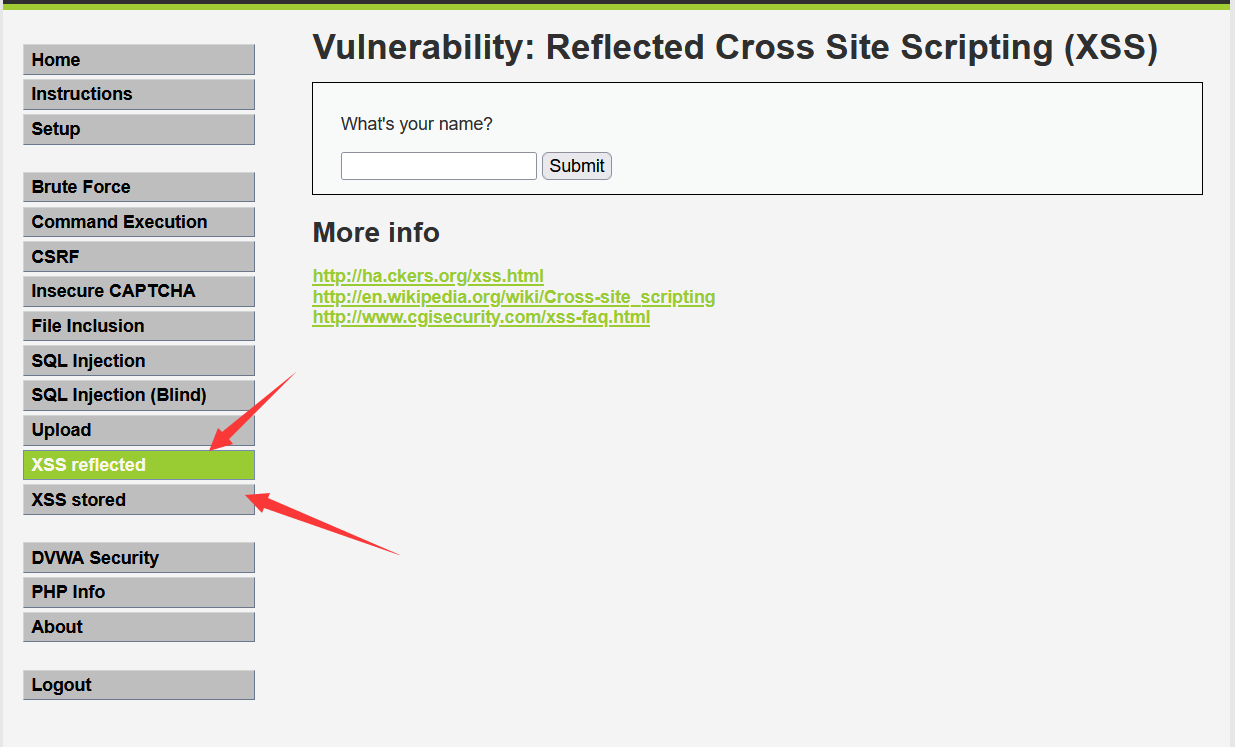 Home
Instructions
Setup
Brute Force
Command Execution
CSRF
Insecure CAPTCHA
File Inclusion
SQL Injection
SQL Injection (Blind)
Upload
XSS reflected
XSS stored
DVWA Security
PHP Info
About
Logout
Vulnerability: Reflected Cross Site Scripting (XSS)
What's your name?
Submit
More info
http://ha.ckers.org/xss.html
http://en.wikipedia.org/wiki/Cross-site_scripting
http://www.cgisecurity.com/xss-faq.html